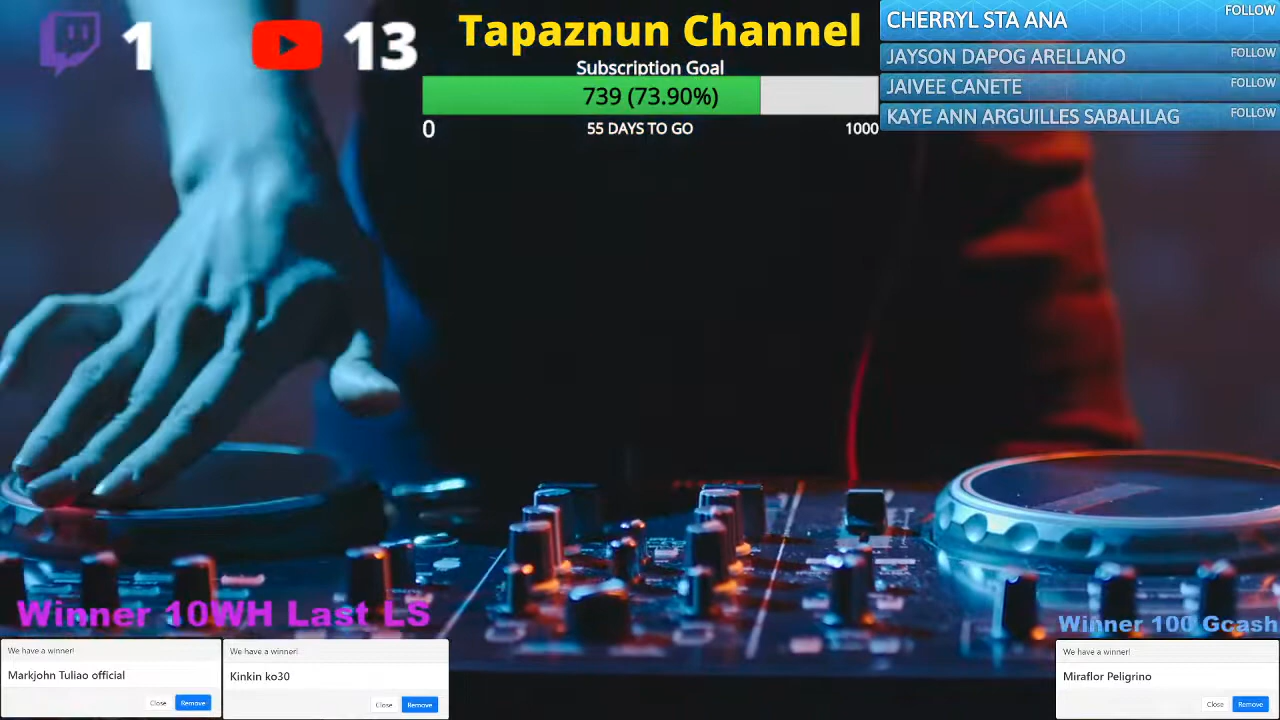 1
13
Tapaznun Channel
Subscription Goal
739 (73.90%)
0
55 DAYS TO GO
1000
CHERRYL STA ANA
FOLLOW
JAYSON DAPOG ARELLANO
FOLLOW
JAIVEE CANETE
FOLLOW
KAYE ANN ARGUILLES SABALILAG
FOLLOW
Winner 10WH Last LS
We have a winner!
Markjohn Tuliao official
Close
Remove
We have a winner!
Kinkin ko30
Close
Remove
Winner 100 Gcash
We have a winner!
Miraflor Peligrino
Close
Remove